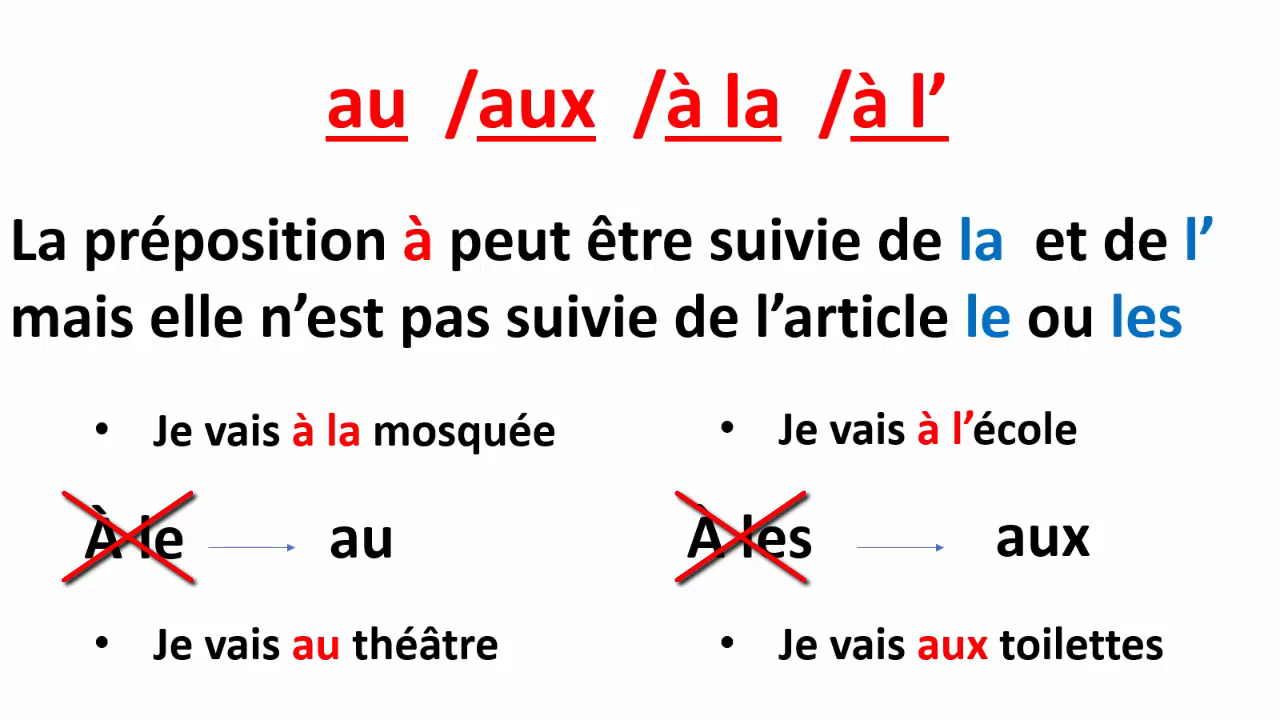 au /aux /à la /à l’
La préposition à peut être suivie de la et de l’
mais elle n’est pas suivie de l’article le ou les
• Je vais à la mosquée
• Je vais à l’école
À le → au
À les → aux
• Je vais au théâtre
• Je vais aux toilettes